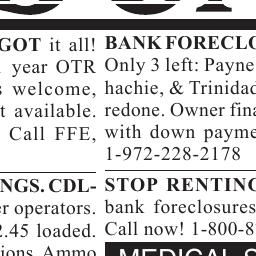 GOT it all!
year OTR
welcome,
available.
Call FFE,
NGS. CDL-
operators.
2.45 loaded.
Ammo
BANK FORECLO
Only 3 left: Payne
hachie, & Trinidad
redone. Owner fina
with down payme
1-972-228-2178
STOP RENTING
bank foreclosures
Call now! 1-800-8